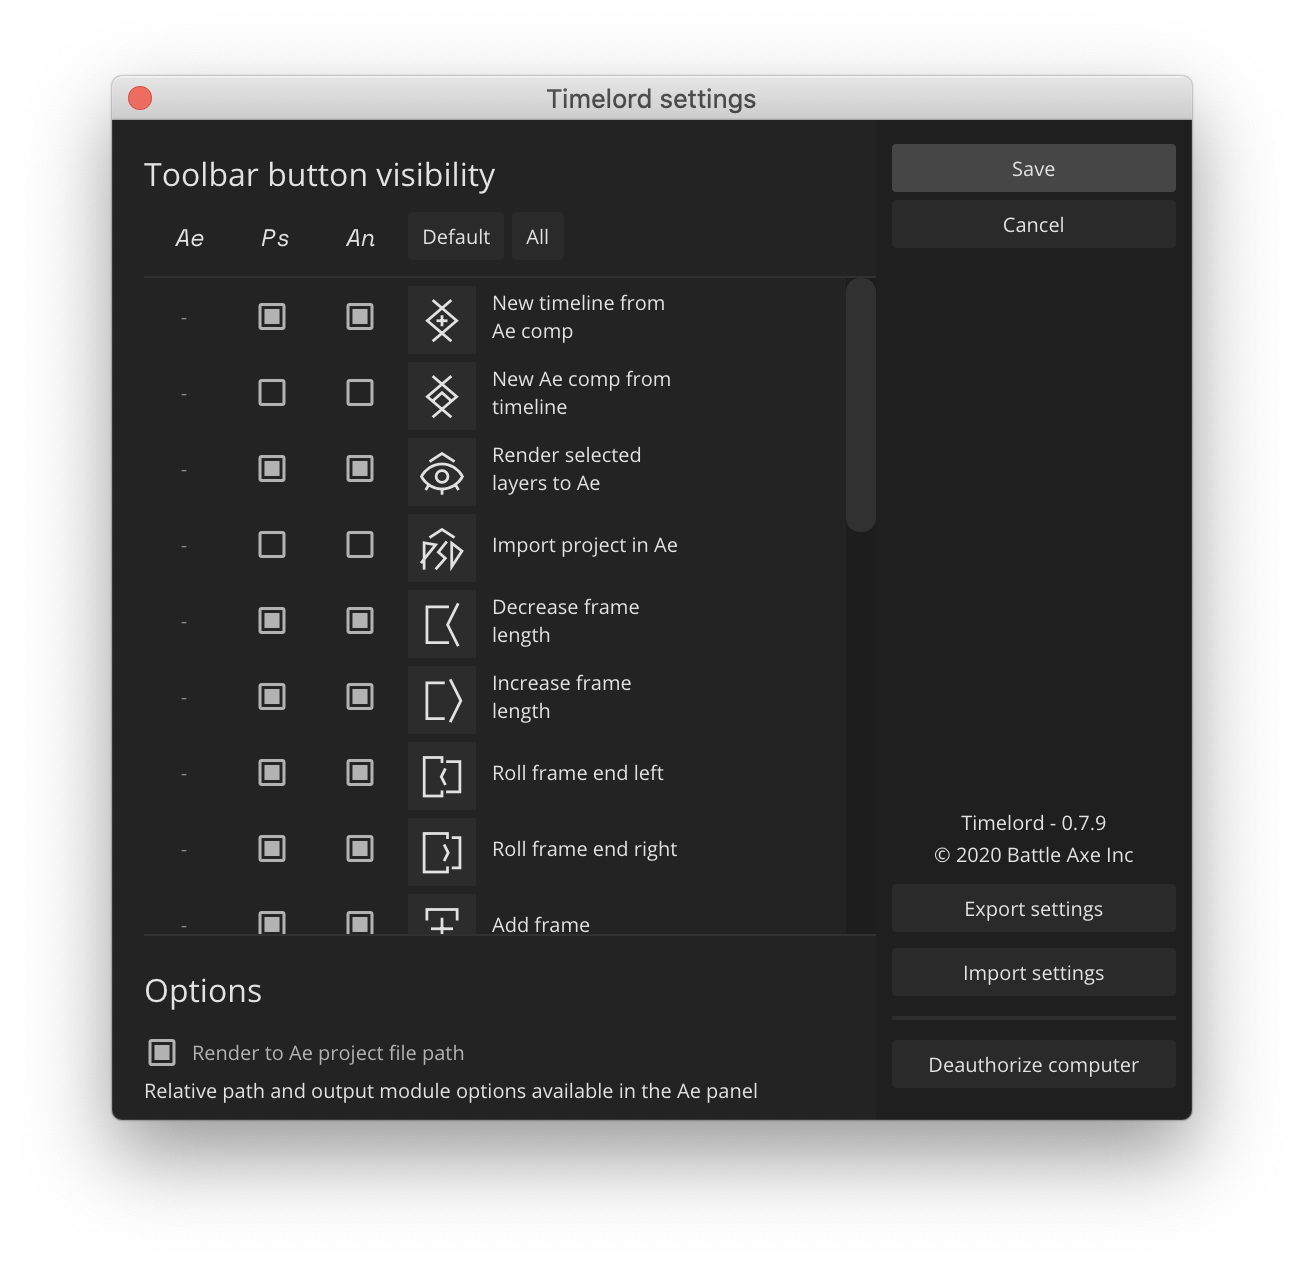 Timelord settings
Toolbar button visibility
Ae Ps An Default All
- New timeline from
Ae comp
- New Ae comp from
timeline
- Render selected
layers to Ae
- Import project in Ae
- Decrease frame
length
- Increase frame
length
- Roll frame end left
- Roll frame end right
- Add frame
Options
Render to Ae project file path
Relative path and output module options available in the Ae panel
Save
Cancel
Timelord - 0.7.9
© 2020 Battle Axe Inc
Export settings
Import settings
Deauthorize computer